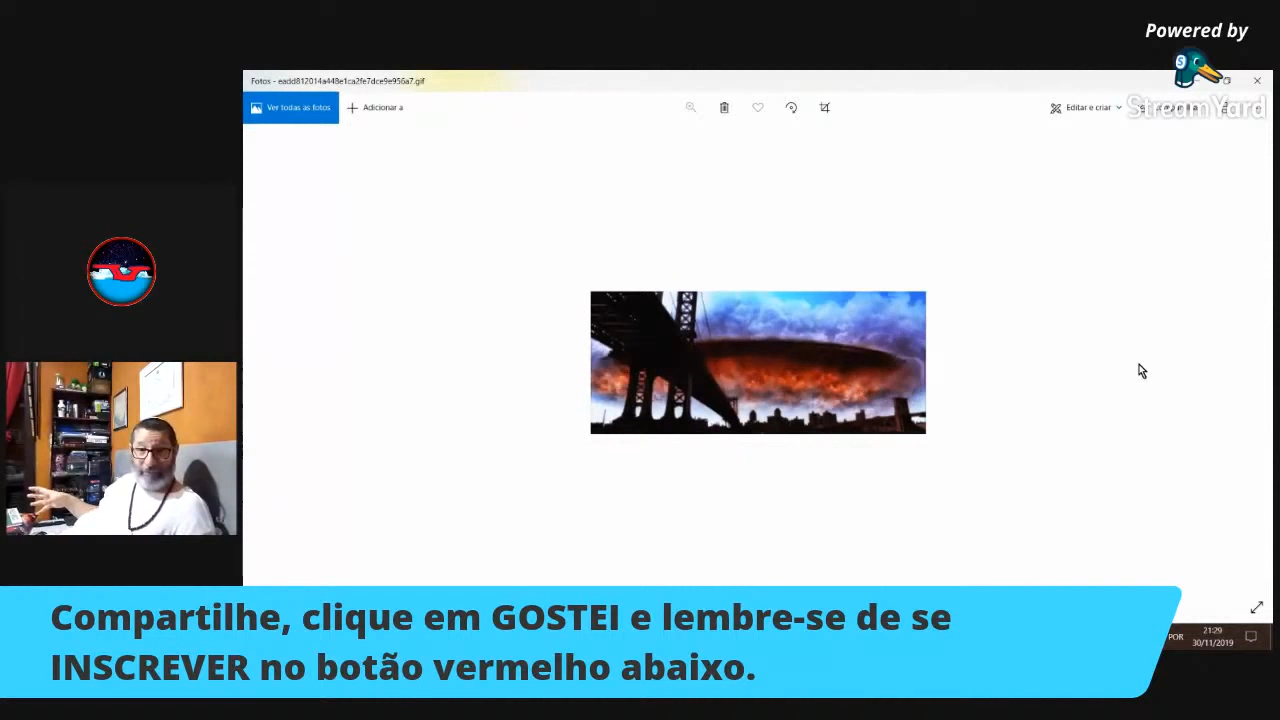 Powered by
StreamYard
Fotos - eadd812014a448e1ca2fe7dce9e956a7.gif
Ver todas as fotos
Adicionar a
Editar e criar
Compartilhe, clique em GOSTEI e lembre-se de se
INSCREVER no botão vermelho abaixo.
POR
21:29
30/11/2019